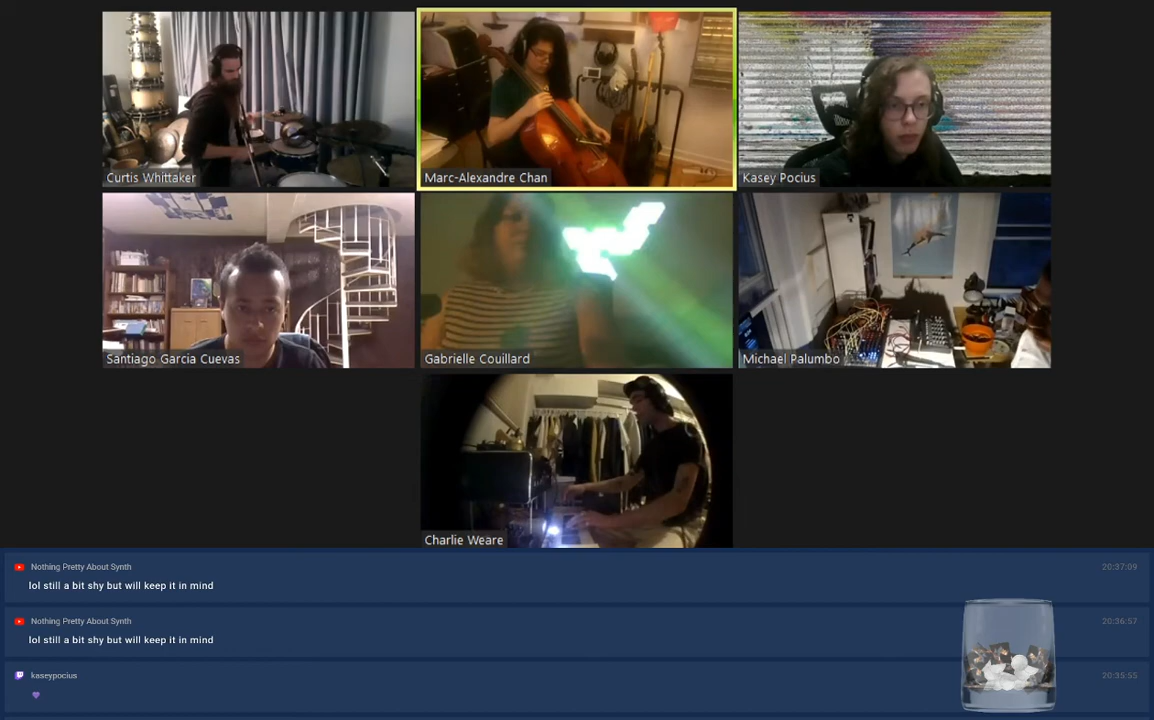 Curtis Whittaker
Marc-Alexandre Chan
Kasey Pocius
Santiago Garcia Cuevas
Gabrielle Couillard
Michael Palumbo
Charlie Weare
Nothing Pretty About Synth
20:37:09
lol still a bit shy but will keep it in mind
Nothing Pretty About Synth
20:36:57
lol still a bit shy but will keep it in mind
kaseypocius
20:35:55